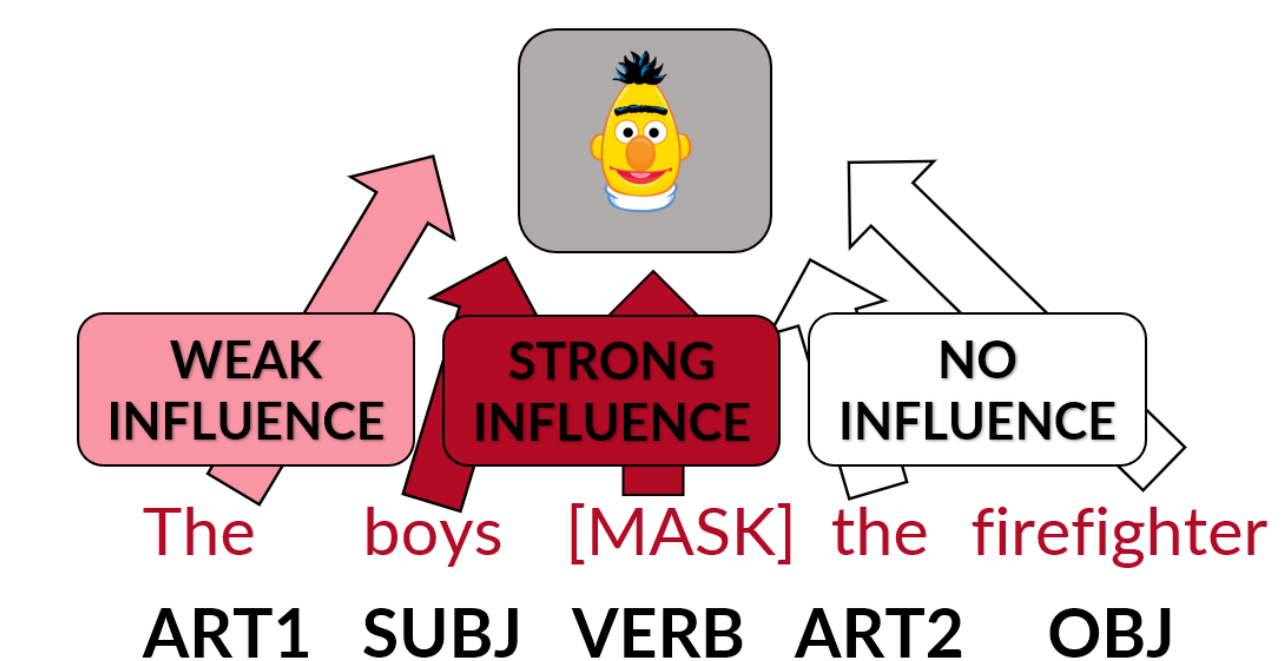 WEAK
INFLUENCE
STRONG
INFLUENCE
NO
INFLUENCE
The boys [MASK] the firefighter
ART1 SUBJ VERB ART2 OBJ